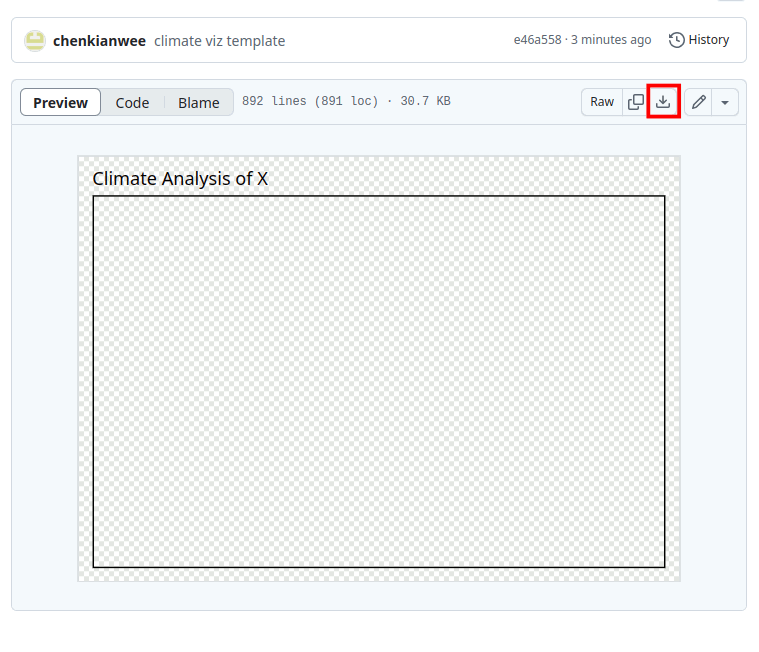 chenkianwee climate viz template e46a558 · 3 minutes ago History
Preview Code Blame 892 lines (891 loc) · 30.7 KB Raw
Climate Analysis of X